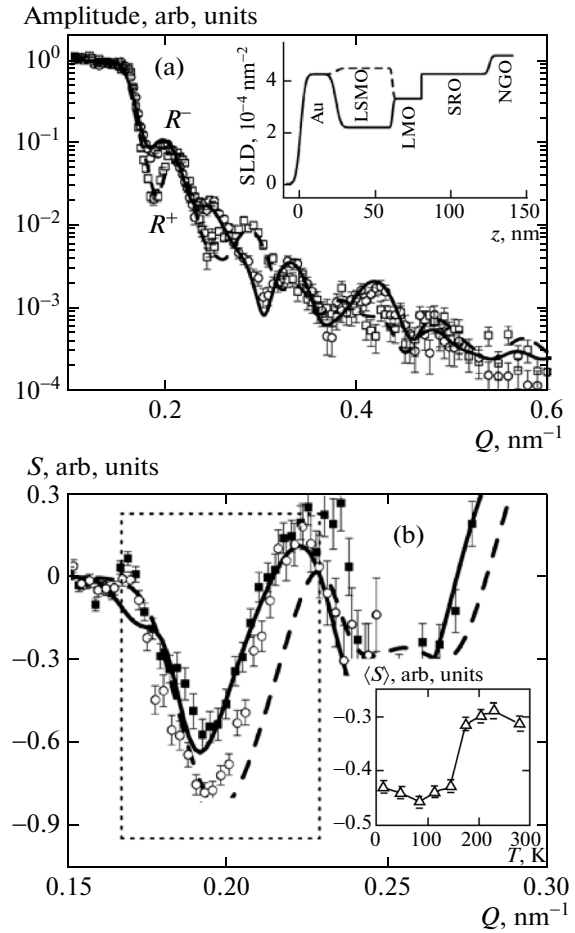 Amplitude, arb, units
10⁰
10⁻¹
10⁻²
10⁻³
10⁻⁴
(a)
R⁻
R⁺
SLD, 10⁻⁴ nm⁻²
4
2
0
Au
LSMO
LMO
SRO
NGO
0
50
100
150
z, nm
0.2
0.4
0.6
Q, nm⁻¹
S, arb, units
0.3
0
−0.3
−0.6
−0.9
(b)
⟨S⟩, arb, units
−0.3
−0.4
−0.5
0
100
200
300
T, K
0.15
0.20
0.25
0.30
Q, nm⁻¹